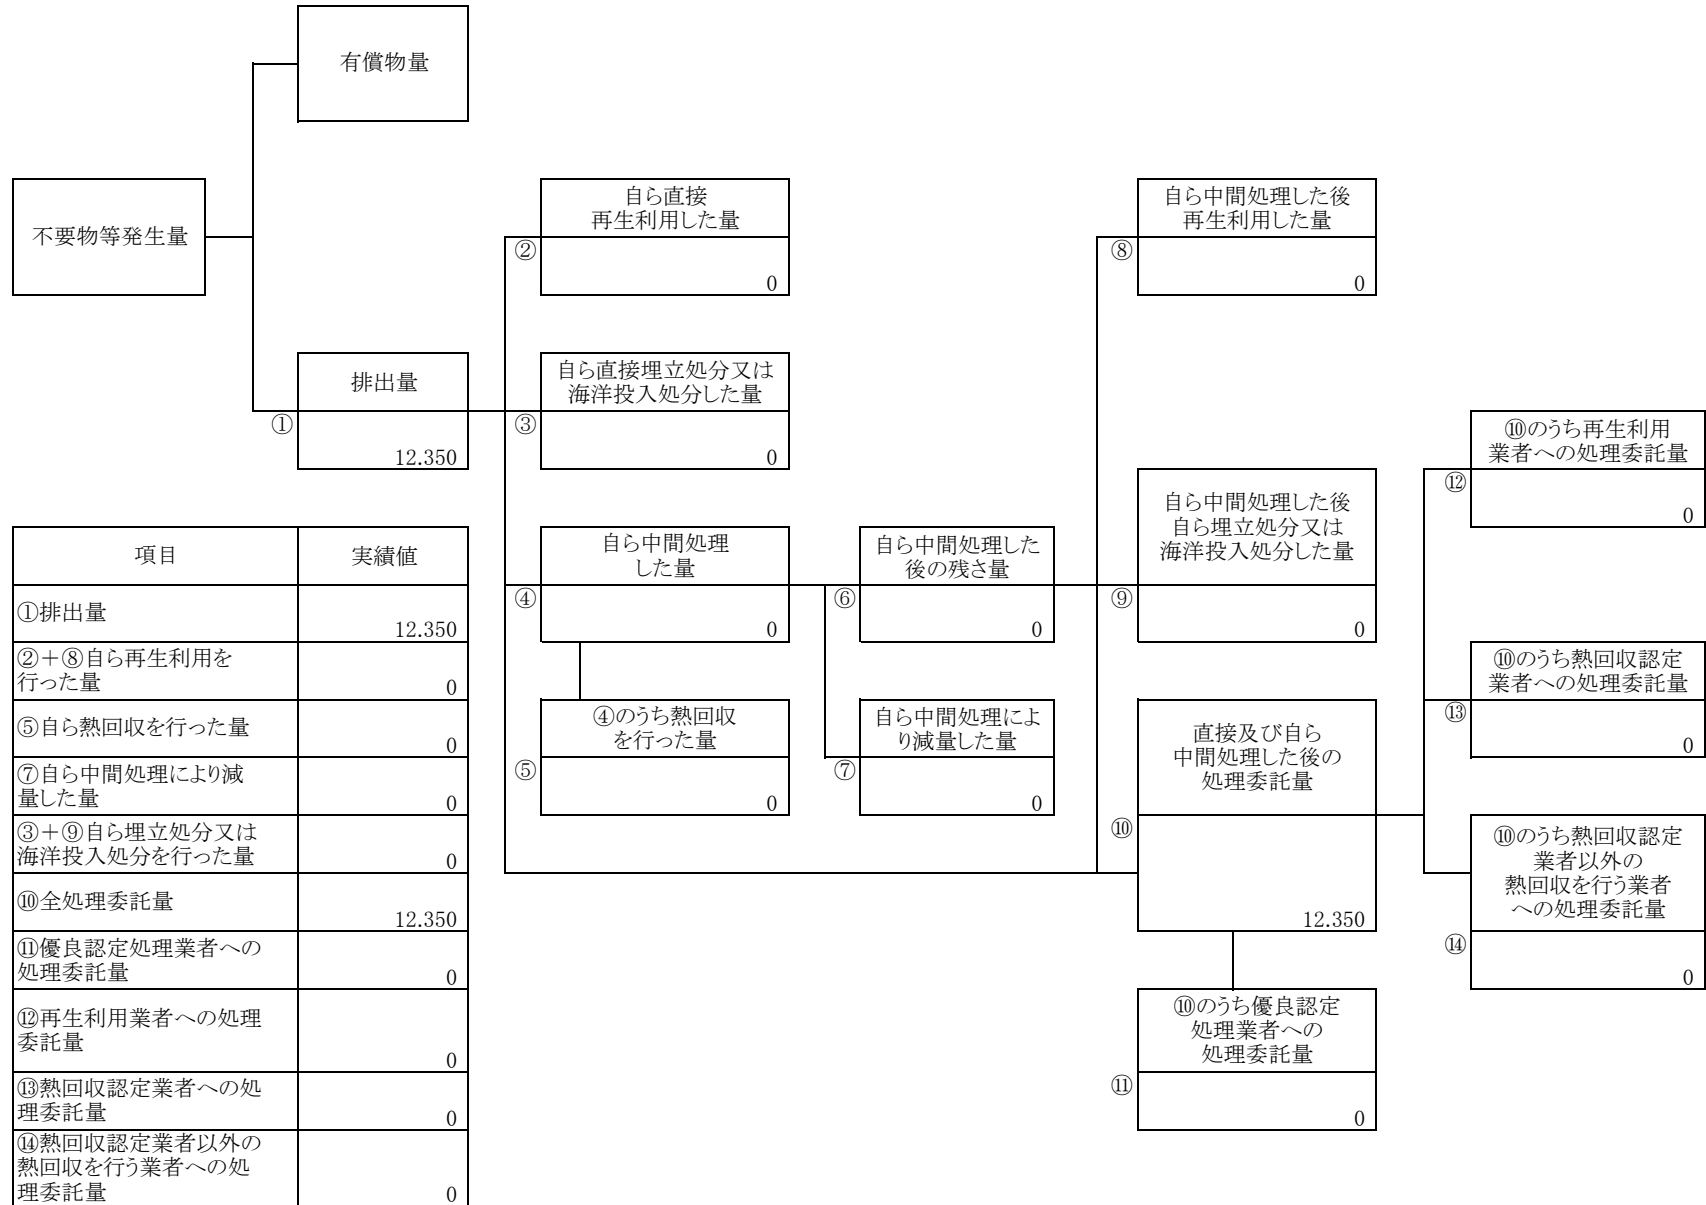 有償物量
不要物等発生量
自ら直接
再生利用した量
②
0
自ら中間処理した後
再生利用した量
⑧
0
排出量
①
12.350
自ら直接埋立処分又は
海洋投入処分した量
③
0
⑩のうち再生利用
業者への処理委託量
⑫
0
自ら中間処理
した量
④
0
自ら中間処理した
後の残さ量
⑥
0
自ら中間処理した後
自ら埋立処分又は
海洋投入処分した量
⑨
0
⑩のうち熱回収認定
業者への処理委託量
⑬
0
④のうち熱回収
を行った量
⑤
0
自ら中間処理によ
り減量した量
⑦
0
直接及び自ら
中間処理した後の
処理委託量
⑩
12.350
⑩のうち熱回収認定
業者以外の
熱回収を行う業者
への処理委託量
⑭
0
⑩のうち優良認定
処理業者への
処理委託量
⑪
0
項目 実績値
①排出量
12.350
②＋⑧自ら再生利用を
行った量
0
⑤自ら熱回収を行った量
0
⑦自ら中間処理により減
量した量
0
③＋⑨自ら埋立処分又は
海洋投入処分を行った量
0
⑩全処理委託量
12.350
⑪優良認定処理業者への
処理委託量
0
⑫再生利用業者への処理
委託量
0
⑬熱回収認定業者への処
理委託量
0
⑭熱回収認定業者以外の
熱回収を行う業者への処
理委託量
0